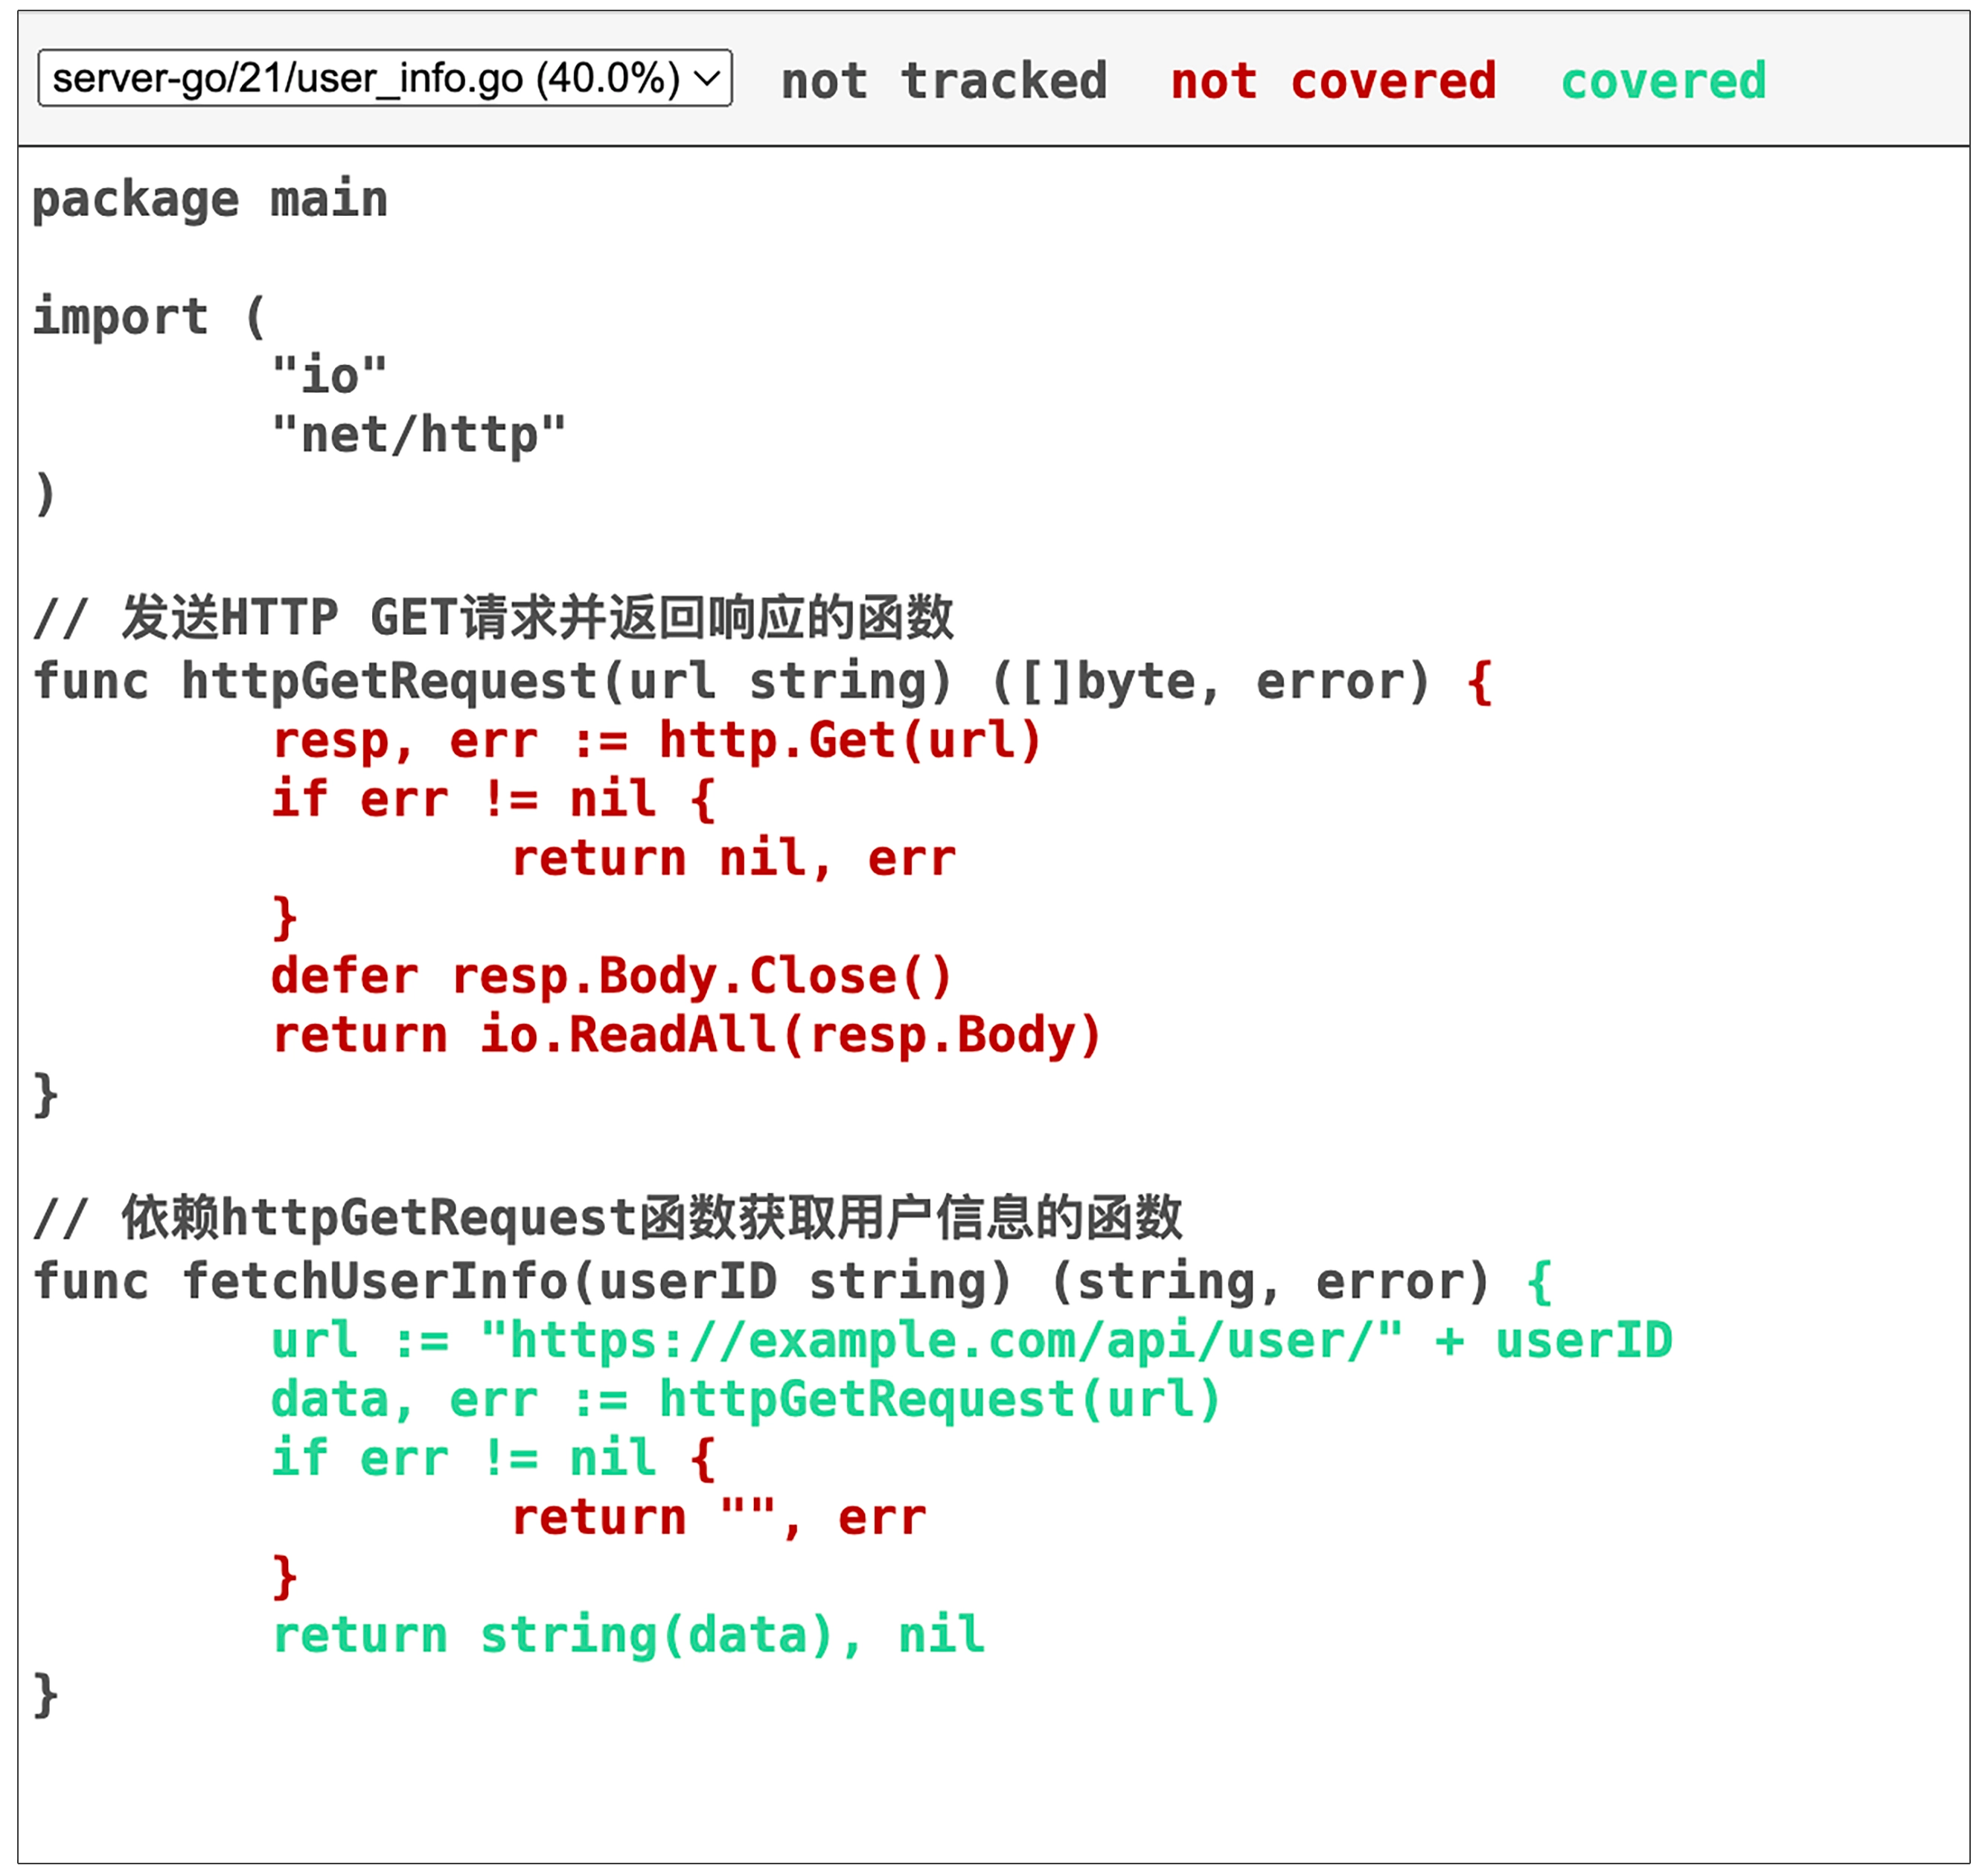 server-go/21/user_info.go (40.0%) not tracked not covered covered
package main
import (
"io"
"net/http"
)
// 发送HTTP GET请求并返回响应的函数
func httpGetRequest(url string) ([]byte, error) {
resp, err := http.Get(url)
if err != nil {
return nil, err
}
defer resp.Body.Close()
return io.ReadAll(resp.Body)
}
// 依赖httpGetRequest函数获取用户信息的函数
func fetchUserInfo(userID string) (string, error) {
url := "https://example.com/api/user/" + userID
data, err := httpGetRequest(url)
if err != nil {
return "", err
}
return string(data), nil
}